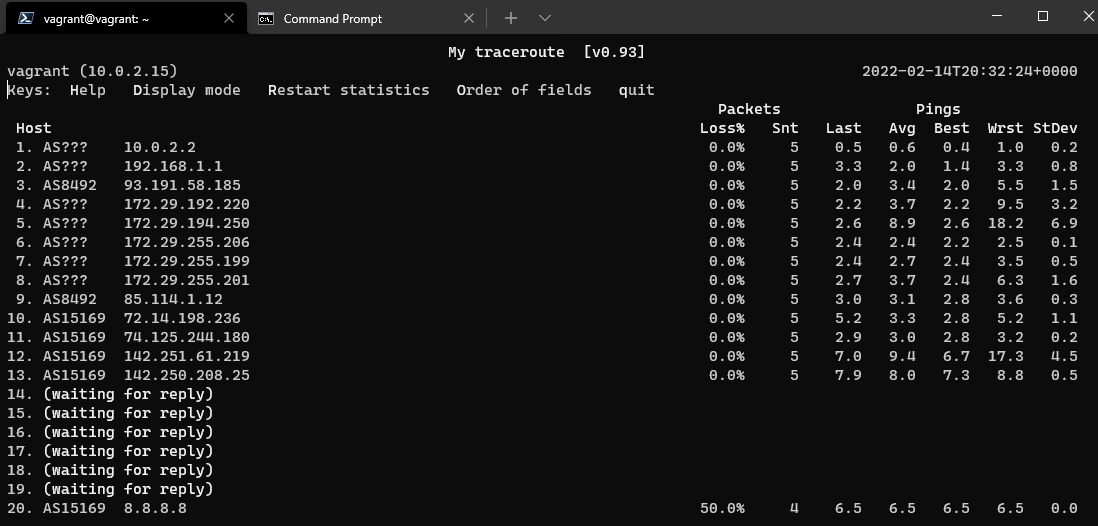 vagrant@vagrant: ~ Command Prompt
My traceroute [v0.93]
vagrant (10.0.2.15) 2022-02-14T20:32:24+0000
Keys: Help Display mode Restart statistics Order of fields quit
Packets Pings
Host Loss% Snt Last Avg Best Wrst StDev
1. AS??? 10.0.2.2 0.0% 5 0.5 0.6 0.4 1.0 0.2
2. AS??? 192.168.1.1 0.0% 5 3.3 2.0 1.4 3.3 0.8
3. AS8492 93.191.58.185 0.0% 5 2.0 3.4 2.0 5.5 1.5
4. AS??? 172.29.192.220 0.0% 5 2.2 3.7 2.2 9.5 3.2
5. AS??? 172.29.194.250 0.0% 5 2.6 8.9 2.6 18.2 6.9
6. AS??? 172.29.255.206 0.0% 5 2.4 2.4 2.2 2.5 0.1
7. AS??? 172.29.255.199 0.0% 5 2.4 2.7 2.4 3.5 0.5
8. AS??? 172.29.255.201 0.0% 5 2.7 3.7 2.4 6.3 1.6
9. AS8492 85.114.1.12 0.0% 5 3.0 3.1 2.8 3.6 0.3
10. AS15169 72.14.198.236 0.0% 5 5.2 3.3 2.8 5.2 1.1
11. AS15169 74.125.244.180 0.0% 5 2.9 3.0 2.8 3.2 0.2
12. AS15169 142.251.61.219 0.0% 5 7.0 9.4 6.7 17.3 4.5
13. AS15169 142.250.208.25 0.0% 5 7.9 8.0 7.3 8.8 0.5
14. (waiting for reply)
15. (waiting for reply)
16. (waiting for reply)
17. (waiting for reply)
18. (waiting for reply)
19. (waiting for reply)
20. AS15169 8.8.8.8 50.0% 4 6.5 6.5 6.5 6.5 0.0